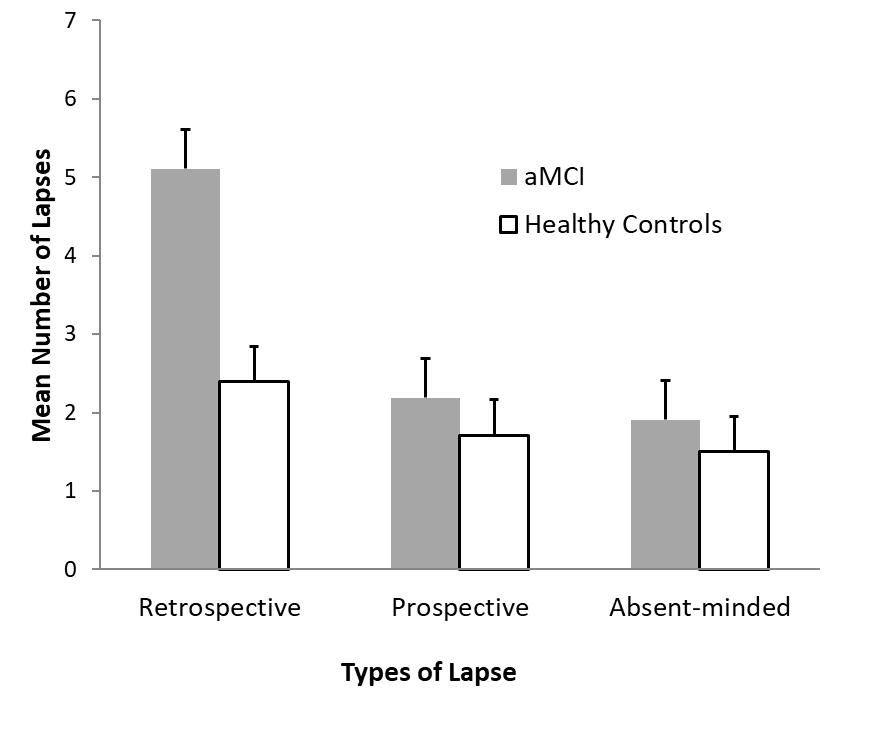 7
6
5
4
3
2
1
0
Mean Number of Lapses
aMCI
Healthy Controls
Retrospective
Prospective
Absent-minded
Types of Lapse